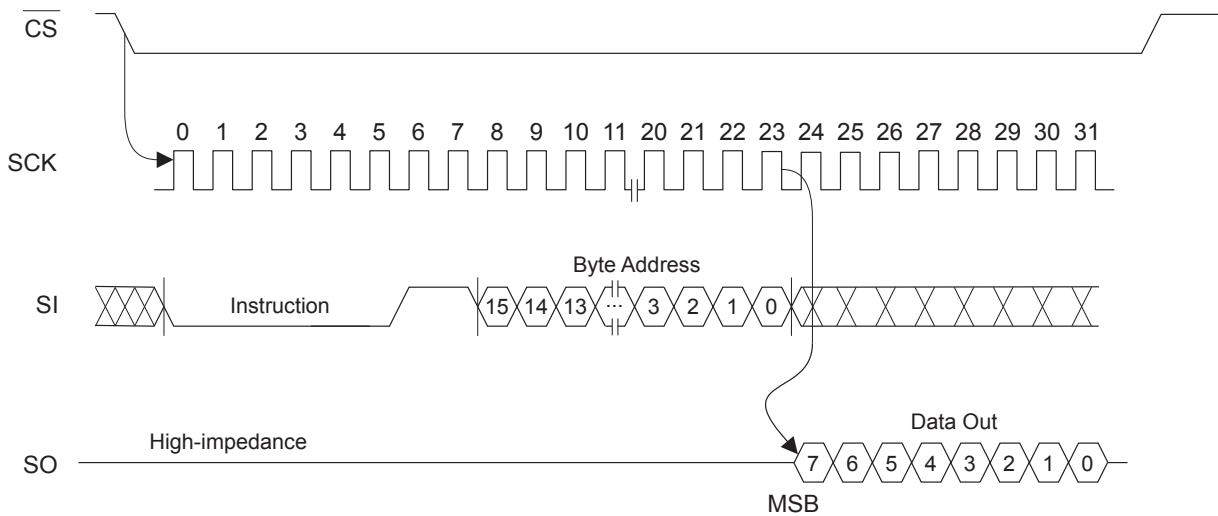 CS
0 1 2 3 4 5 6 7 8 9 10 11 20 21 22 23 24 25 26 27 28 29 30 31
SCK
Byte Address
SI
Instruction
15 14 13 ... 3 2 1 0
High-impedance
Data Out
SO
7 6 5 4 3 2 1 0
MSB